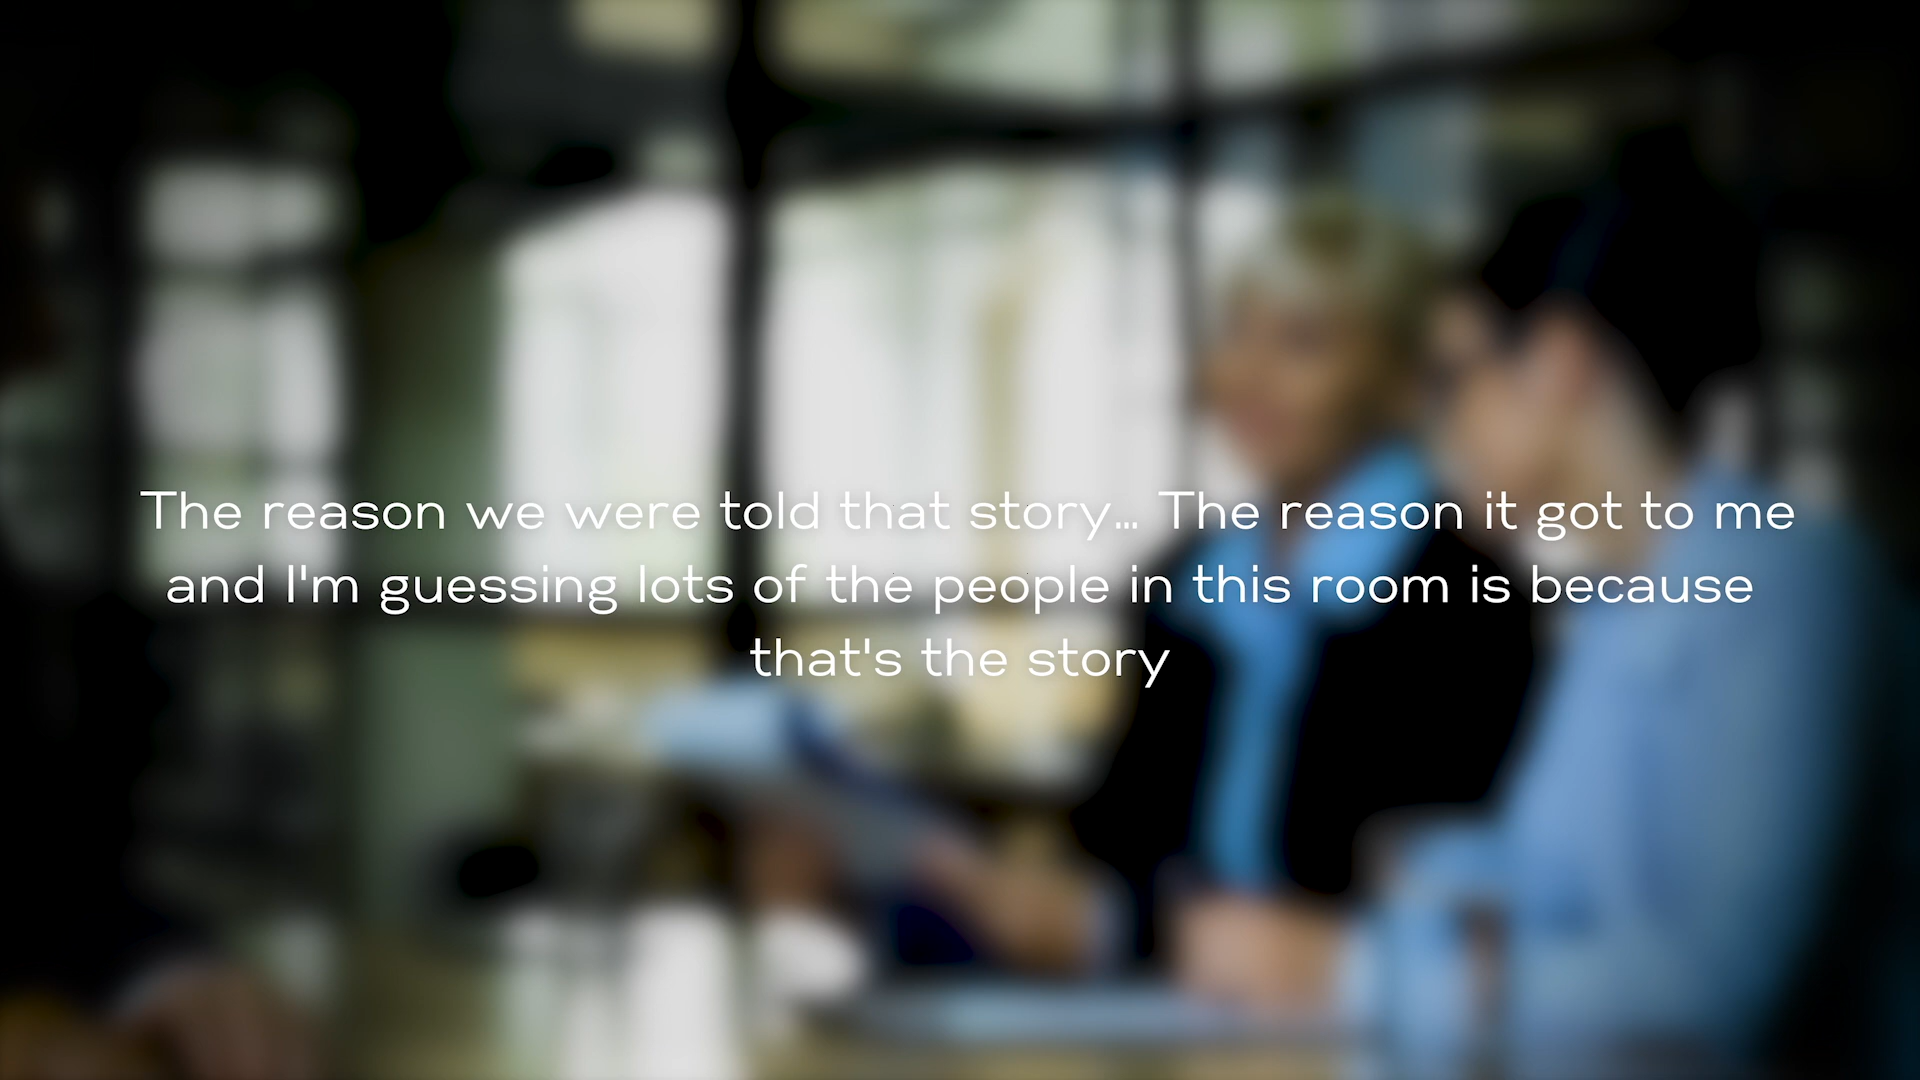 The reason we were told that story... The reason it got to me
and I'm guessing lots of the people in this room is because
that's the story